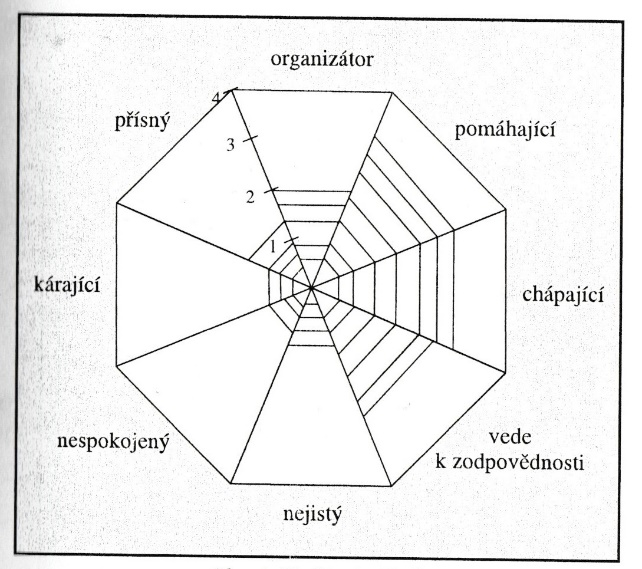 organizátor
4
přísný
pomáhající
3
2
1
kárající
chápající
nespokojený
vede
k zodpovědnosti
nejistý